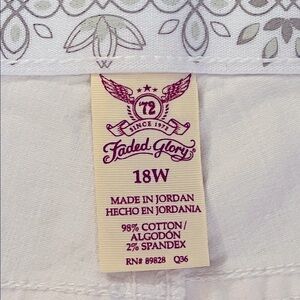 '72
SINCE 1972
Faded Glory
18W
MADE IN JORDAN
HECHO EN JORDANIA
98% COTTON/
ALGODÓN
2% SPANDEX
RN# 89828 Q36